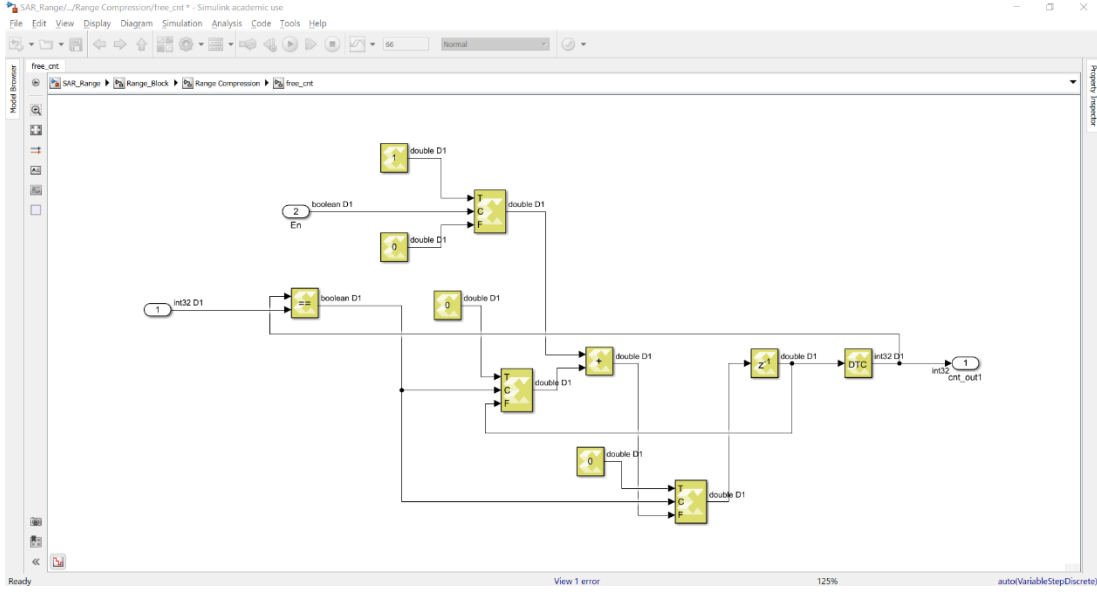 SAR_Range/.../Range Compression/free_cnt * - Simulink academic use
File Edit View Display Diagram Simulation Analysis Code Tools Help
66 Normal
free_cnt
SAR_Range Range_Block Range Compression free_cnt
Model Browser
Property Inspector
1
double D1
T
C
F
double D1
2
boolean D1
En
0
double D1
1
int32 D1
==
boolean D1
0
double D1
+
double D1
T
C
F
double D1
Z-1
double D1
DTC
int32 D1
int32
1
cnt_out1
0
double D1
T
C
F
double D1
Ready View 1 error 125% auto(VariableStepDiscrete)